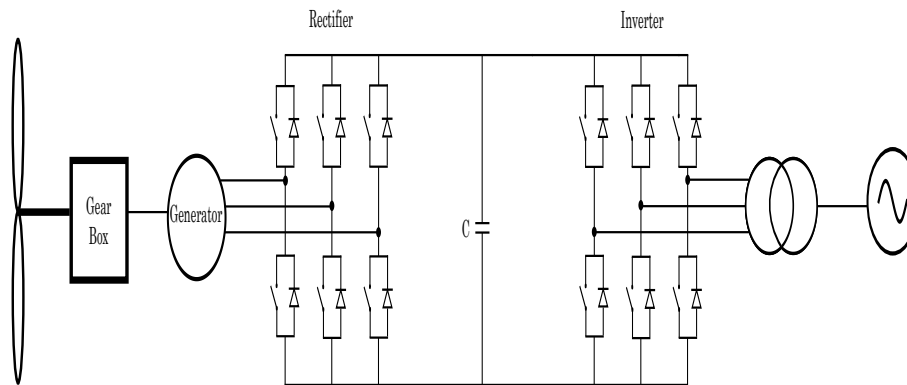 Rectifier
Inverter
Gear
Box
Generator
C